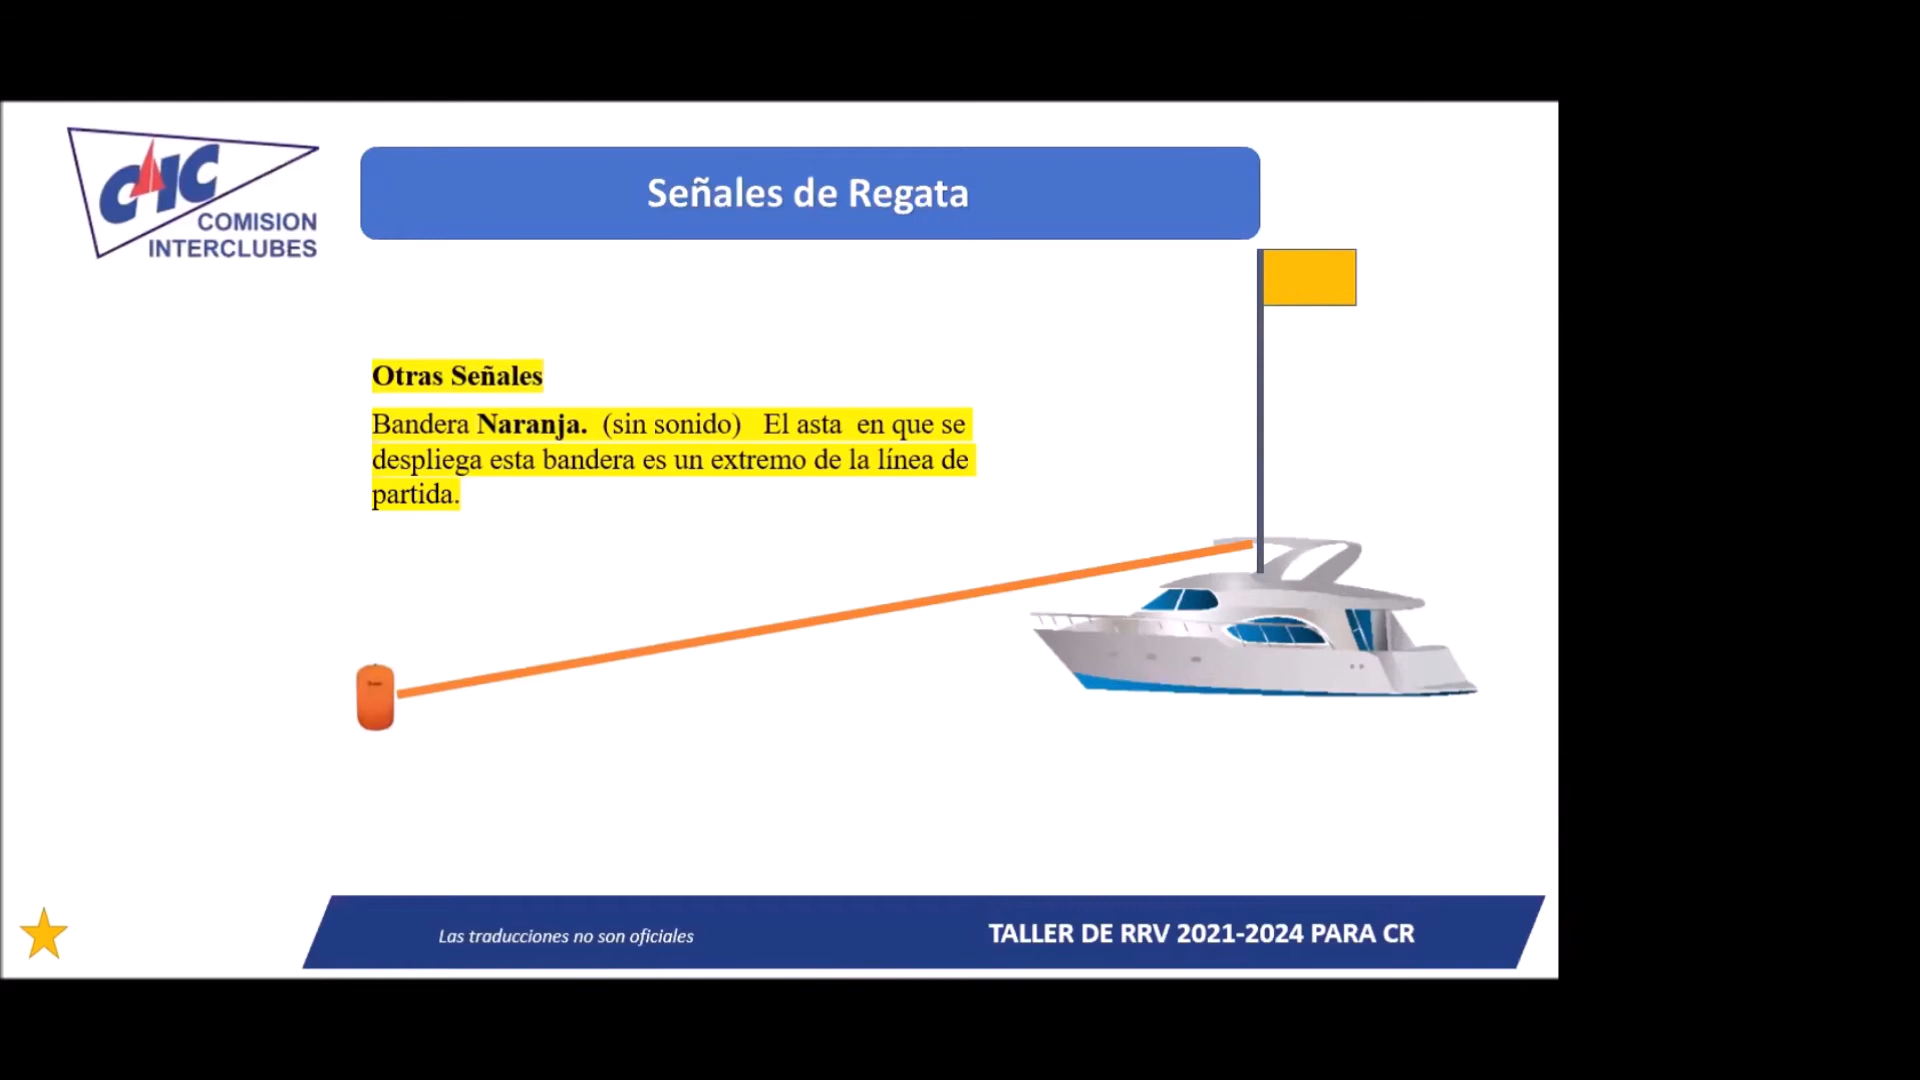 CIC
COMISION
INTERCLUBES
Señales de Regata
Otras Señales
Bandera Naranja. (sin sonido) El asta en que se
despliega esta bandera es un extremo de la línea de
partida.
Las traducciones no son oficiales
TALLER DE RRV 2021-2024 PARA CR